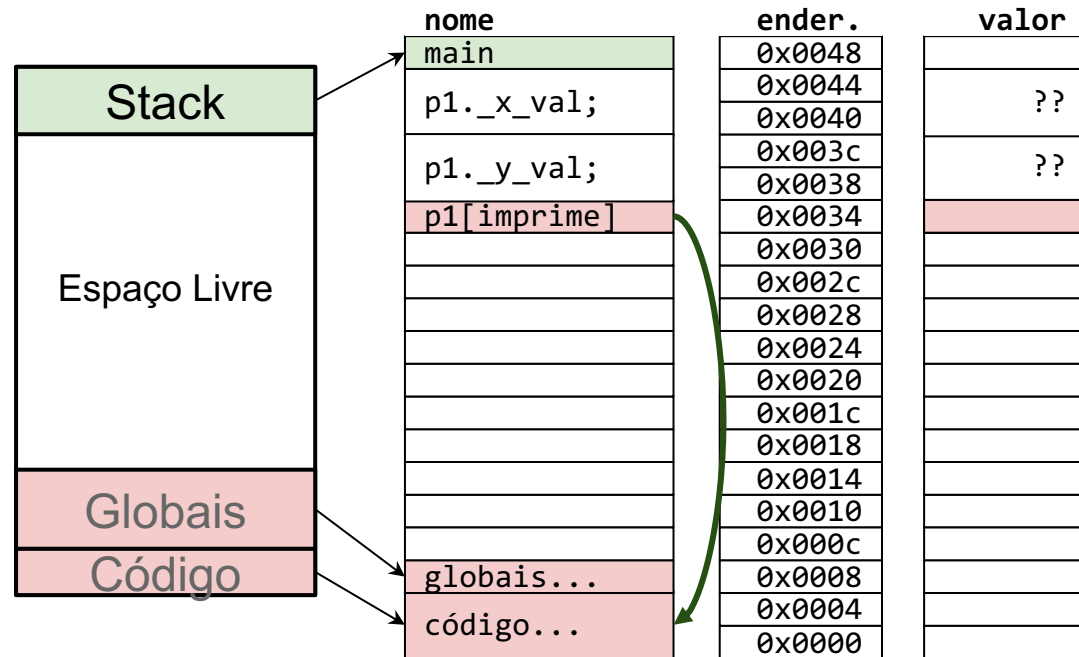 nome ender. valor
main 0x0048
Stack
p1._x_val; 0x0044 ??
0x0040
p1._y_val; 0x003c ??
0x0038
p1[imprime] 0x0034
0x0030
Espaço Livre
0x002c
0x0028
0x0024
0x0020
0x001c
0x0018
0x0014
Globais
0x0010
0x000c
Código
globais... 0x0008
código... 0x0004
0x0000